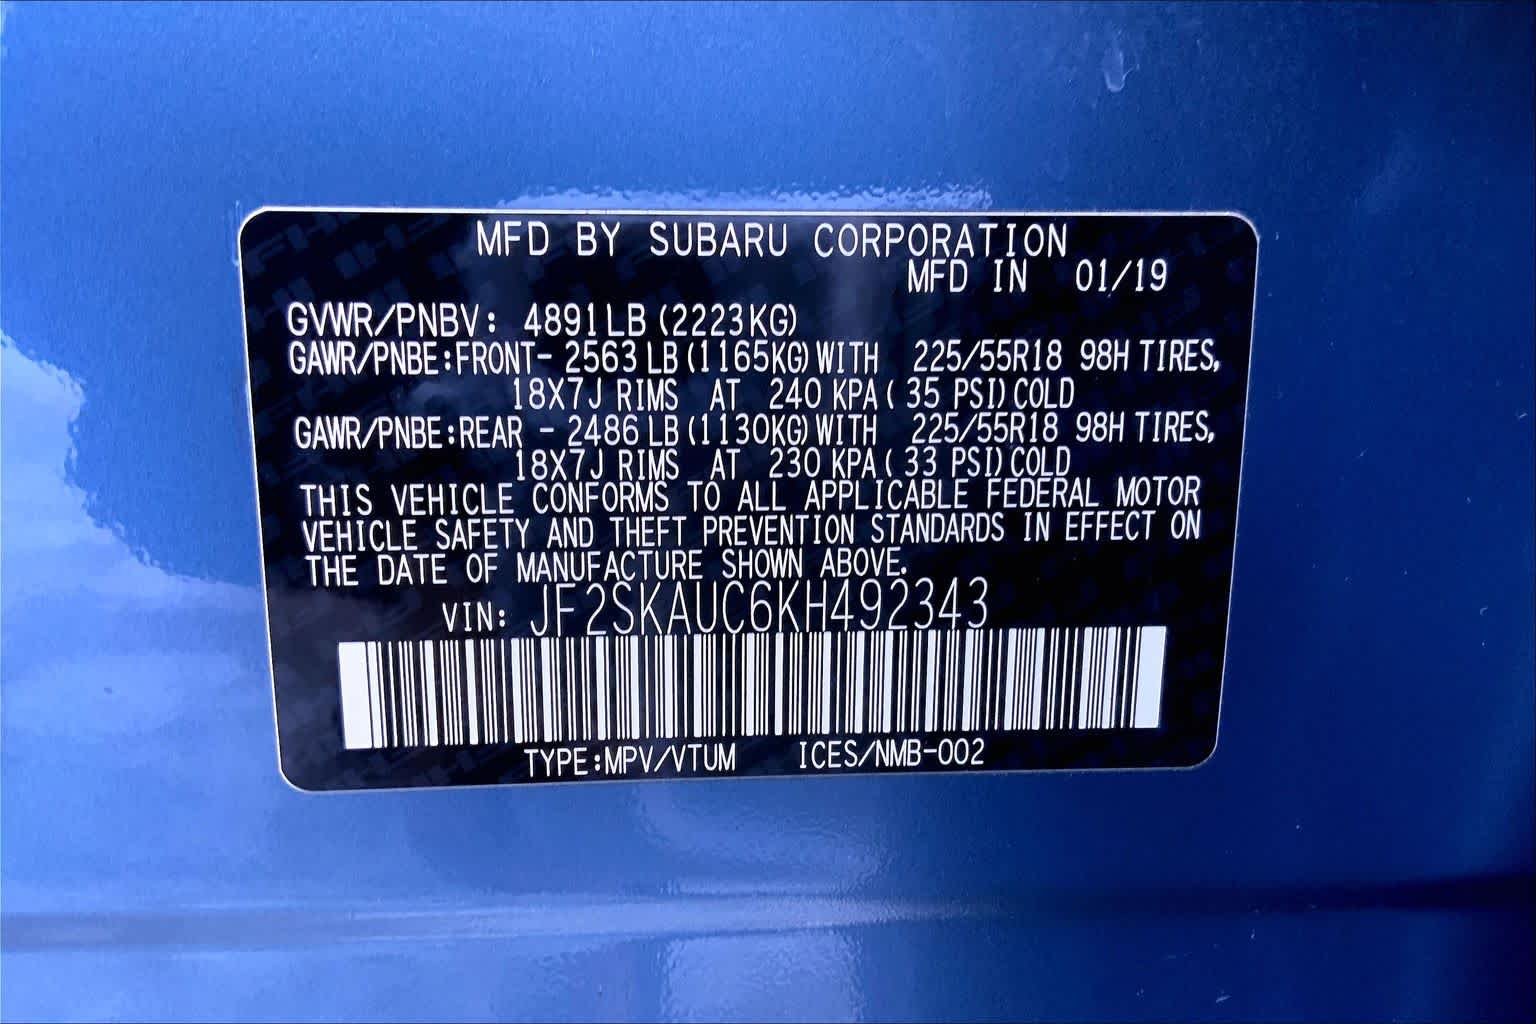 MFD BY SUBARU CORPORATION
MFD IN 01/19
GVWR/PNBV: 4891LB (2223KG)
GAWR/PNBE:FRONT- 2563LB (1165KG) WITH 225/55R18 98H TIRES,
18X7J RIMS AT 240 KPA ( 35 PSI) COLD
GAWR/PNBE:REAR - 2486LB (1130KG) WITH 225/55R18 98H TIRES,
18X7J RIMS AT 230 KPA ( 33 PSI) COLD
THIS VEHICLE CONFORMS TO ALL APPLICABLE FEDERAL MOTOR
VEHICLE SAFETY AND THEFT PREVENTION STANDARDS IN EFFECT ON
THE DATE OF MANUFACTURE SHOWN ABOVE.
VIN: JF2SKAUC6KH492343
TYPE:MPV/VTUM ICES/NMB-002